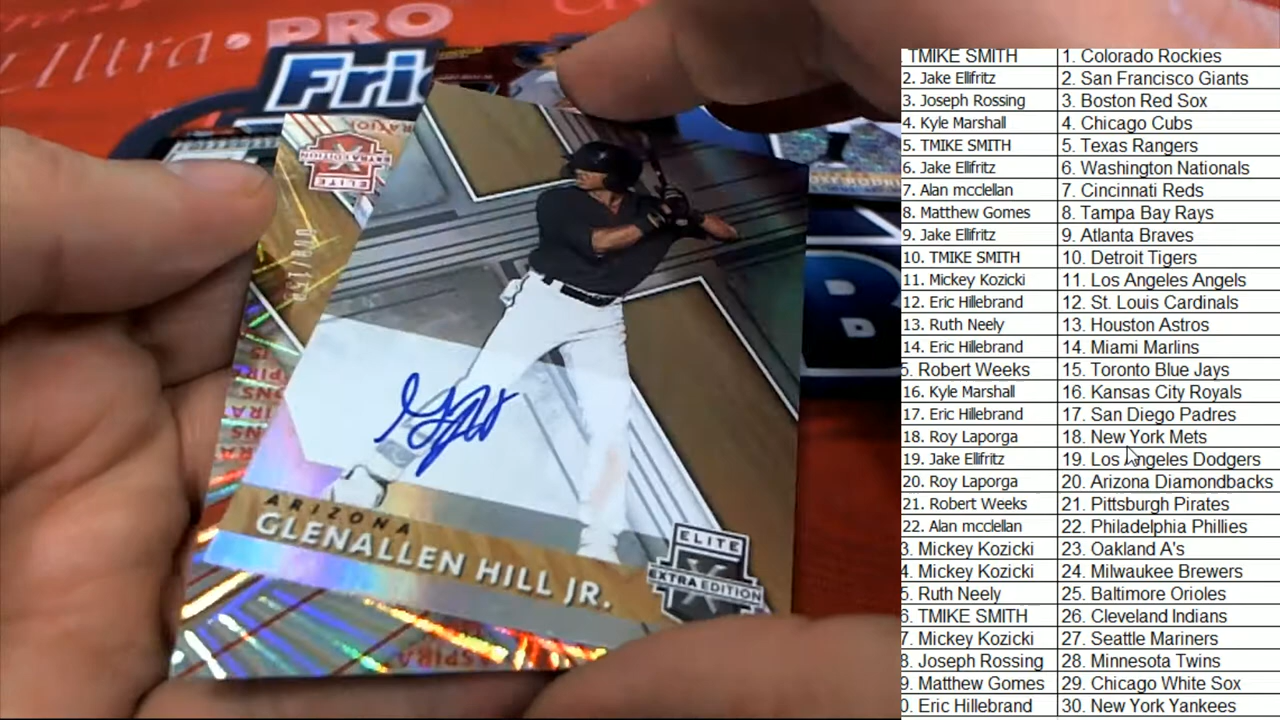 Ultra • PRO
Fri
ELITE
EXTRA EDITION
ARIZONA
GLENALLEN HILL JR.
ELITE
EXTRA EDITION
B
TMIKE SMITH 1. Colorado Rockies
2. Jake Ellifritz 2. San Francisco Giants
3. Joseph Rossing 3. Boston Red Sox
4. Kyle Marshall 4. Chicago Cubs
5. TMIKE SMITH 5. Texas Rangers
6. Jake Ellifritz 6. Washington Nationals
7. Alan mcclellan 7. Cincinnati Reds
8. Matthew Gomes 8. Tampa Bay Rays
9. Jake Ellifritz 9. Atlanta Braves
10. TMIKE SMITH 10. Detroit Tigers
11. Mickey Kozicki 11. Los Angeles Angels
12. Eric Hillebrand 12. St. Louis Cardinals
13. Ruth Neely 13. Houston Astros
14. Eric Hillebrand 14. Miami Marlins
5. Robert Weeks 15. Toronto Blue Jays
16. Kyle Marshall 16. Kansas City Royals
17. Eric Hillebrand 17. San Diego Padres
18. Roy Laporga 18. New York Mets
19. Jake Ellifritz 19. Los Angeles Dodgers
20. Roy Laporga 20. Arizona Diamondbacks
21. Robert Weeks 21. Pittsburgh Pirates
22. Alan mcclellan 22. Philadelphia Phillies
3. Mickey Kozicki 23. Oakland A's
4. Mickey Kozicki 24. Milwaukee Brewers
5. Ruth Neely 25. Baltimore Orioles
6. TMIKE SMITH 26. Cleveland Indians
7. Mickey Kozicki 27. Seattle Mariners
8. Joseph Rossing 28. Minnesota Twins
9. Matthew Gomes 29. Chicago White Sox
0. Eric Hillebrand 30. New York Yankees